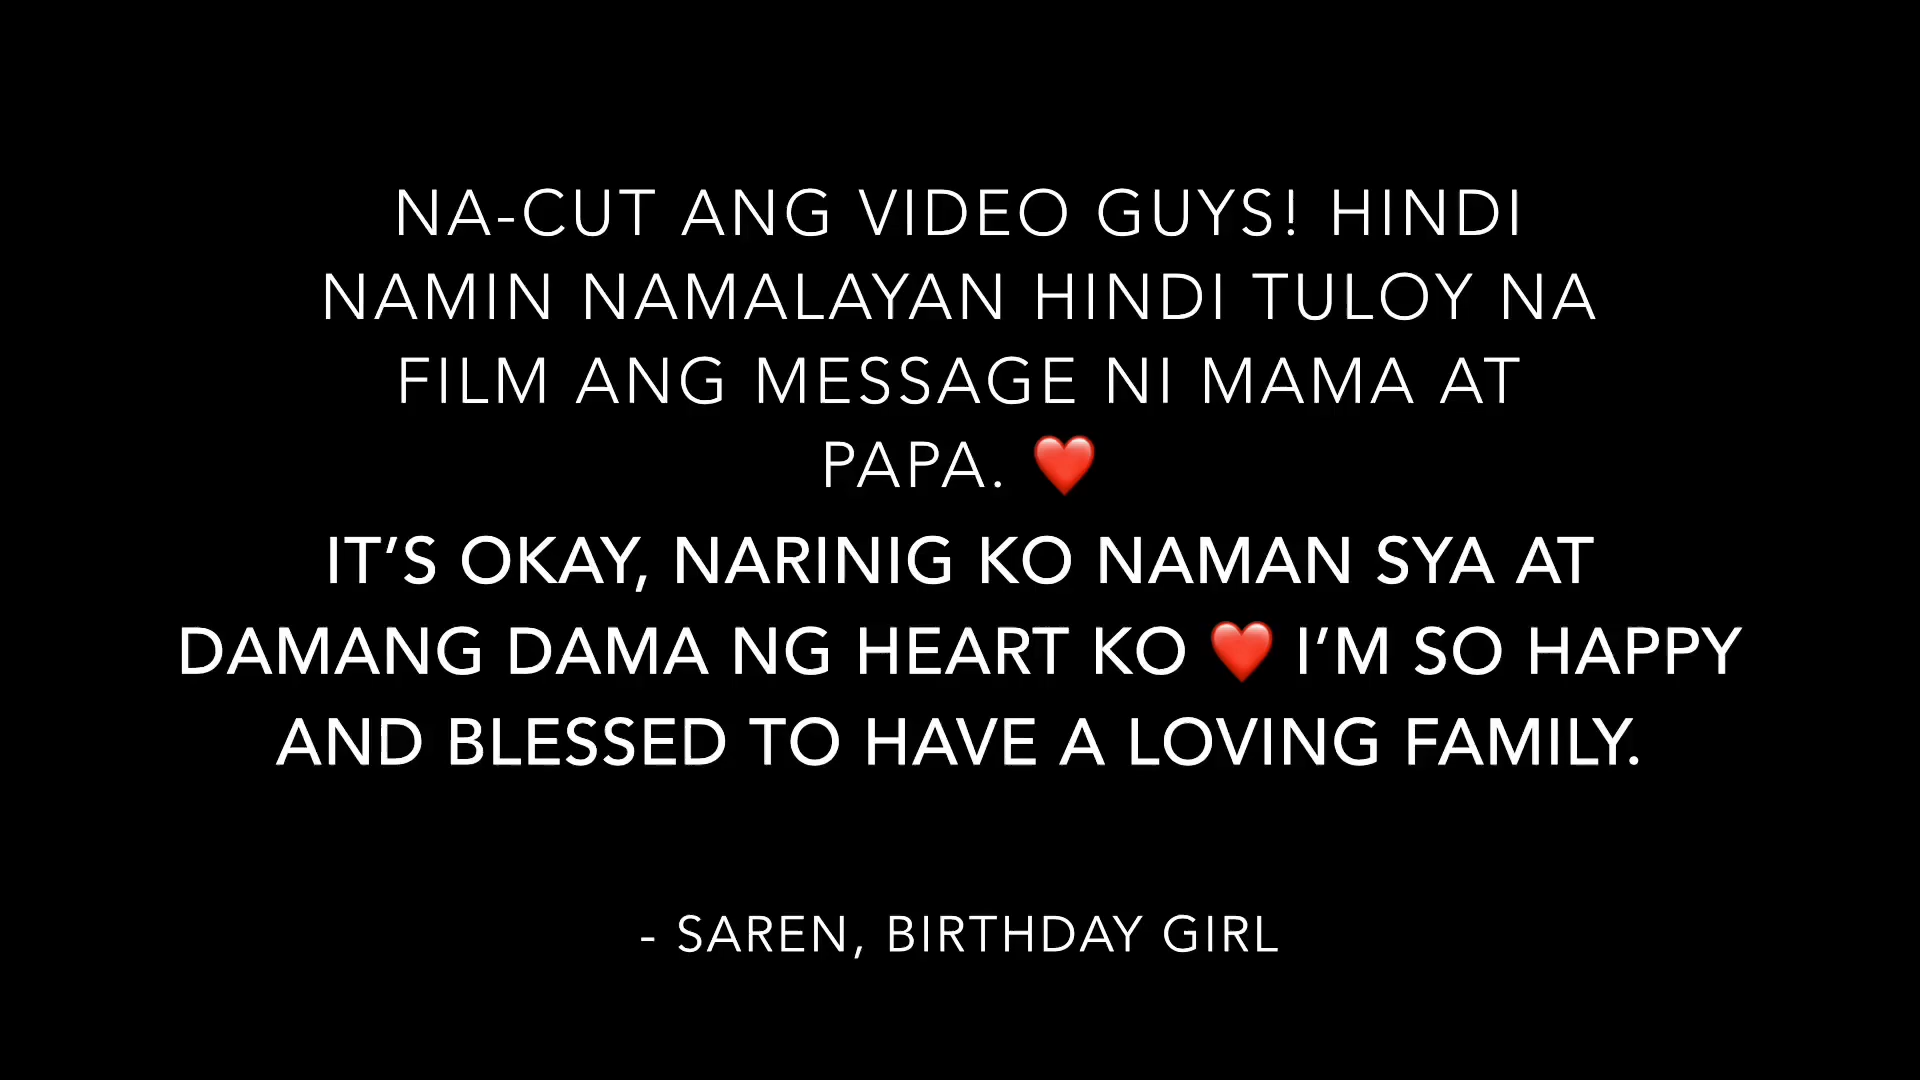 NA-CUT ANG VIDEO GUYS! HINDI
NAMIN NAMALAYAN HINDI TULOY NA
FILM ANG MESSAGE NI MAMA AT
PAPA. ❤️
IT’S OKAY, NARINIG KO NAMAN SYA AT
DAMANG DAMA NG HEART KO ❤️ I’M SO HAPPY
AND BLESSED TO HAVE A LOVING FAMILY.
- SAREN, BIRTHDAY GIRL